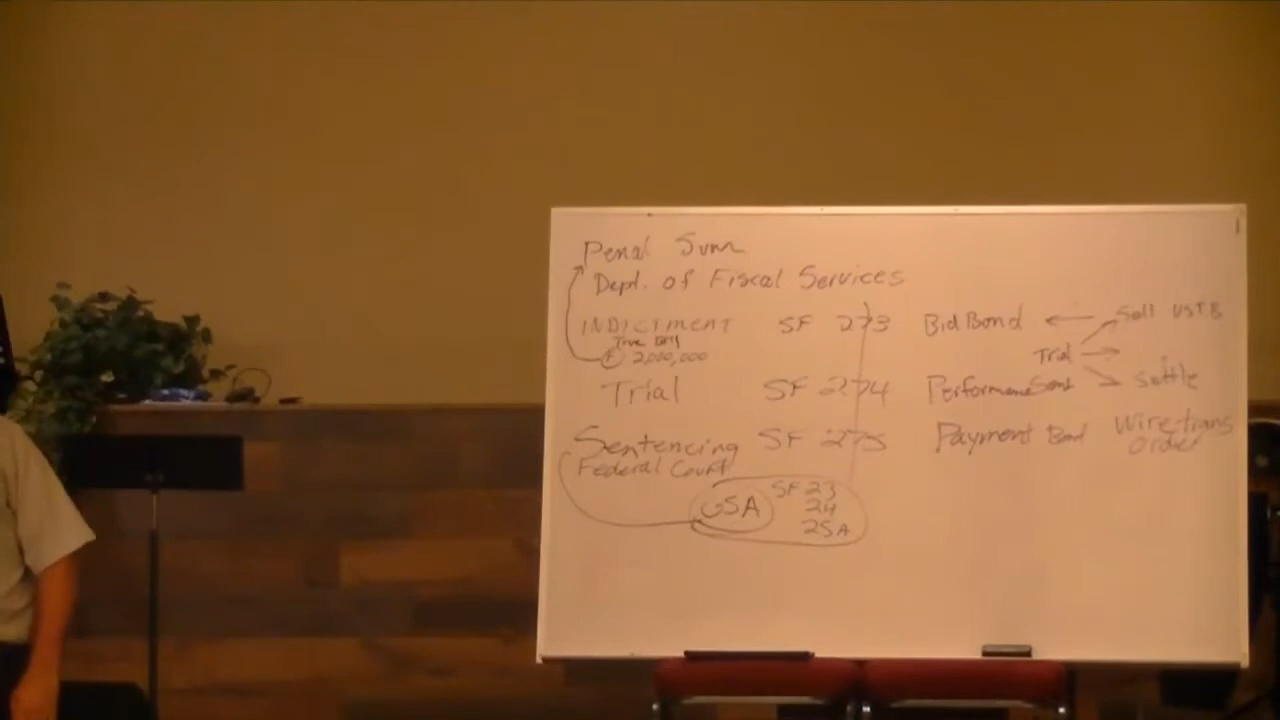 Penal Sum
Dept. of Fiscal Services
INDICTMENT SF 273 Bid Bond Sell USTB
True Bill
F 2,000,000 Trial
Trial SF 274 Performance Bond Settle
Sentencing SF 275 Payment Bond Wire trans
Federal Court order
GSA SF 23
24
25A